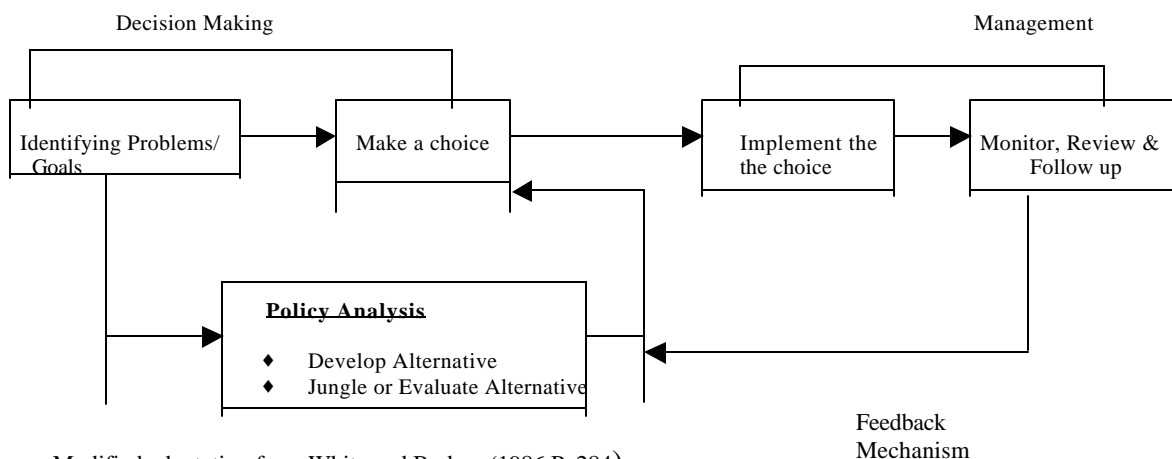 Decision Making
Management
Identifying Problems/
Goals
Make a choice
Implement the
the choice
Monitor, Review &
Follow up
Policy Analysis
♦ Develop Alternative
♦ Jungle or Evaluate Alternative
Feedback
Mechanism